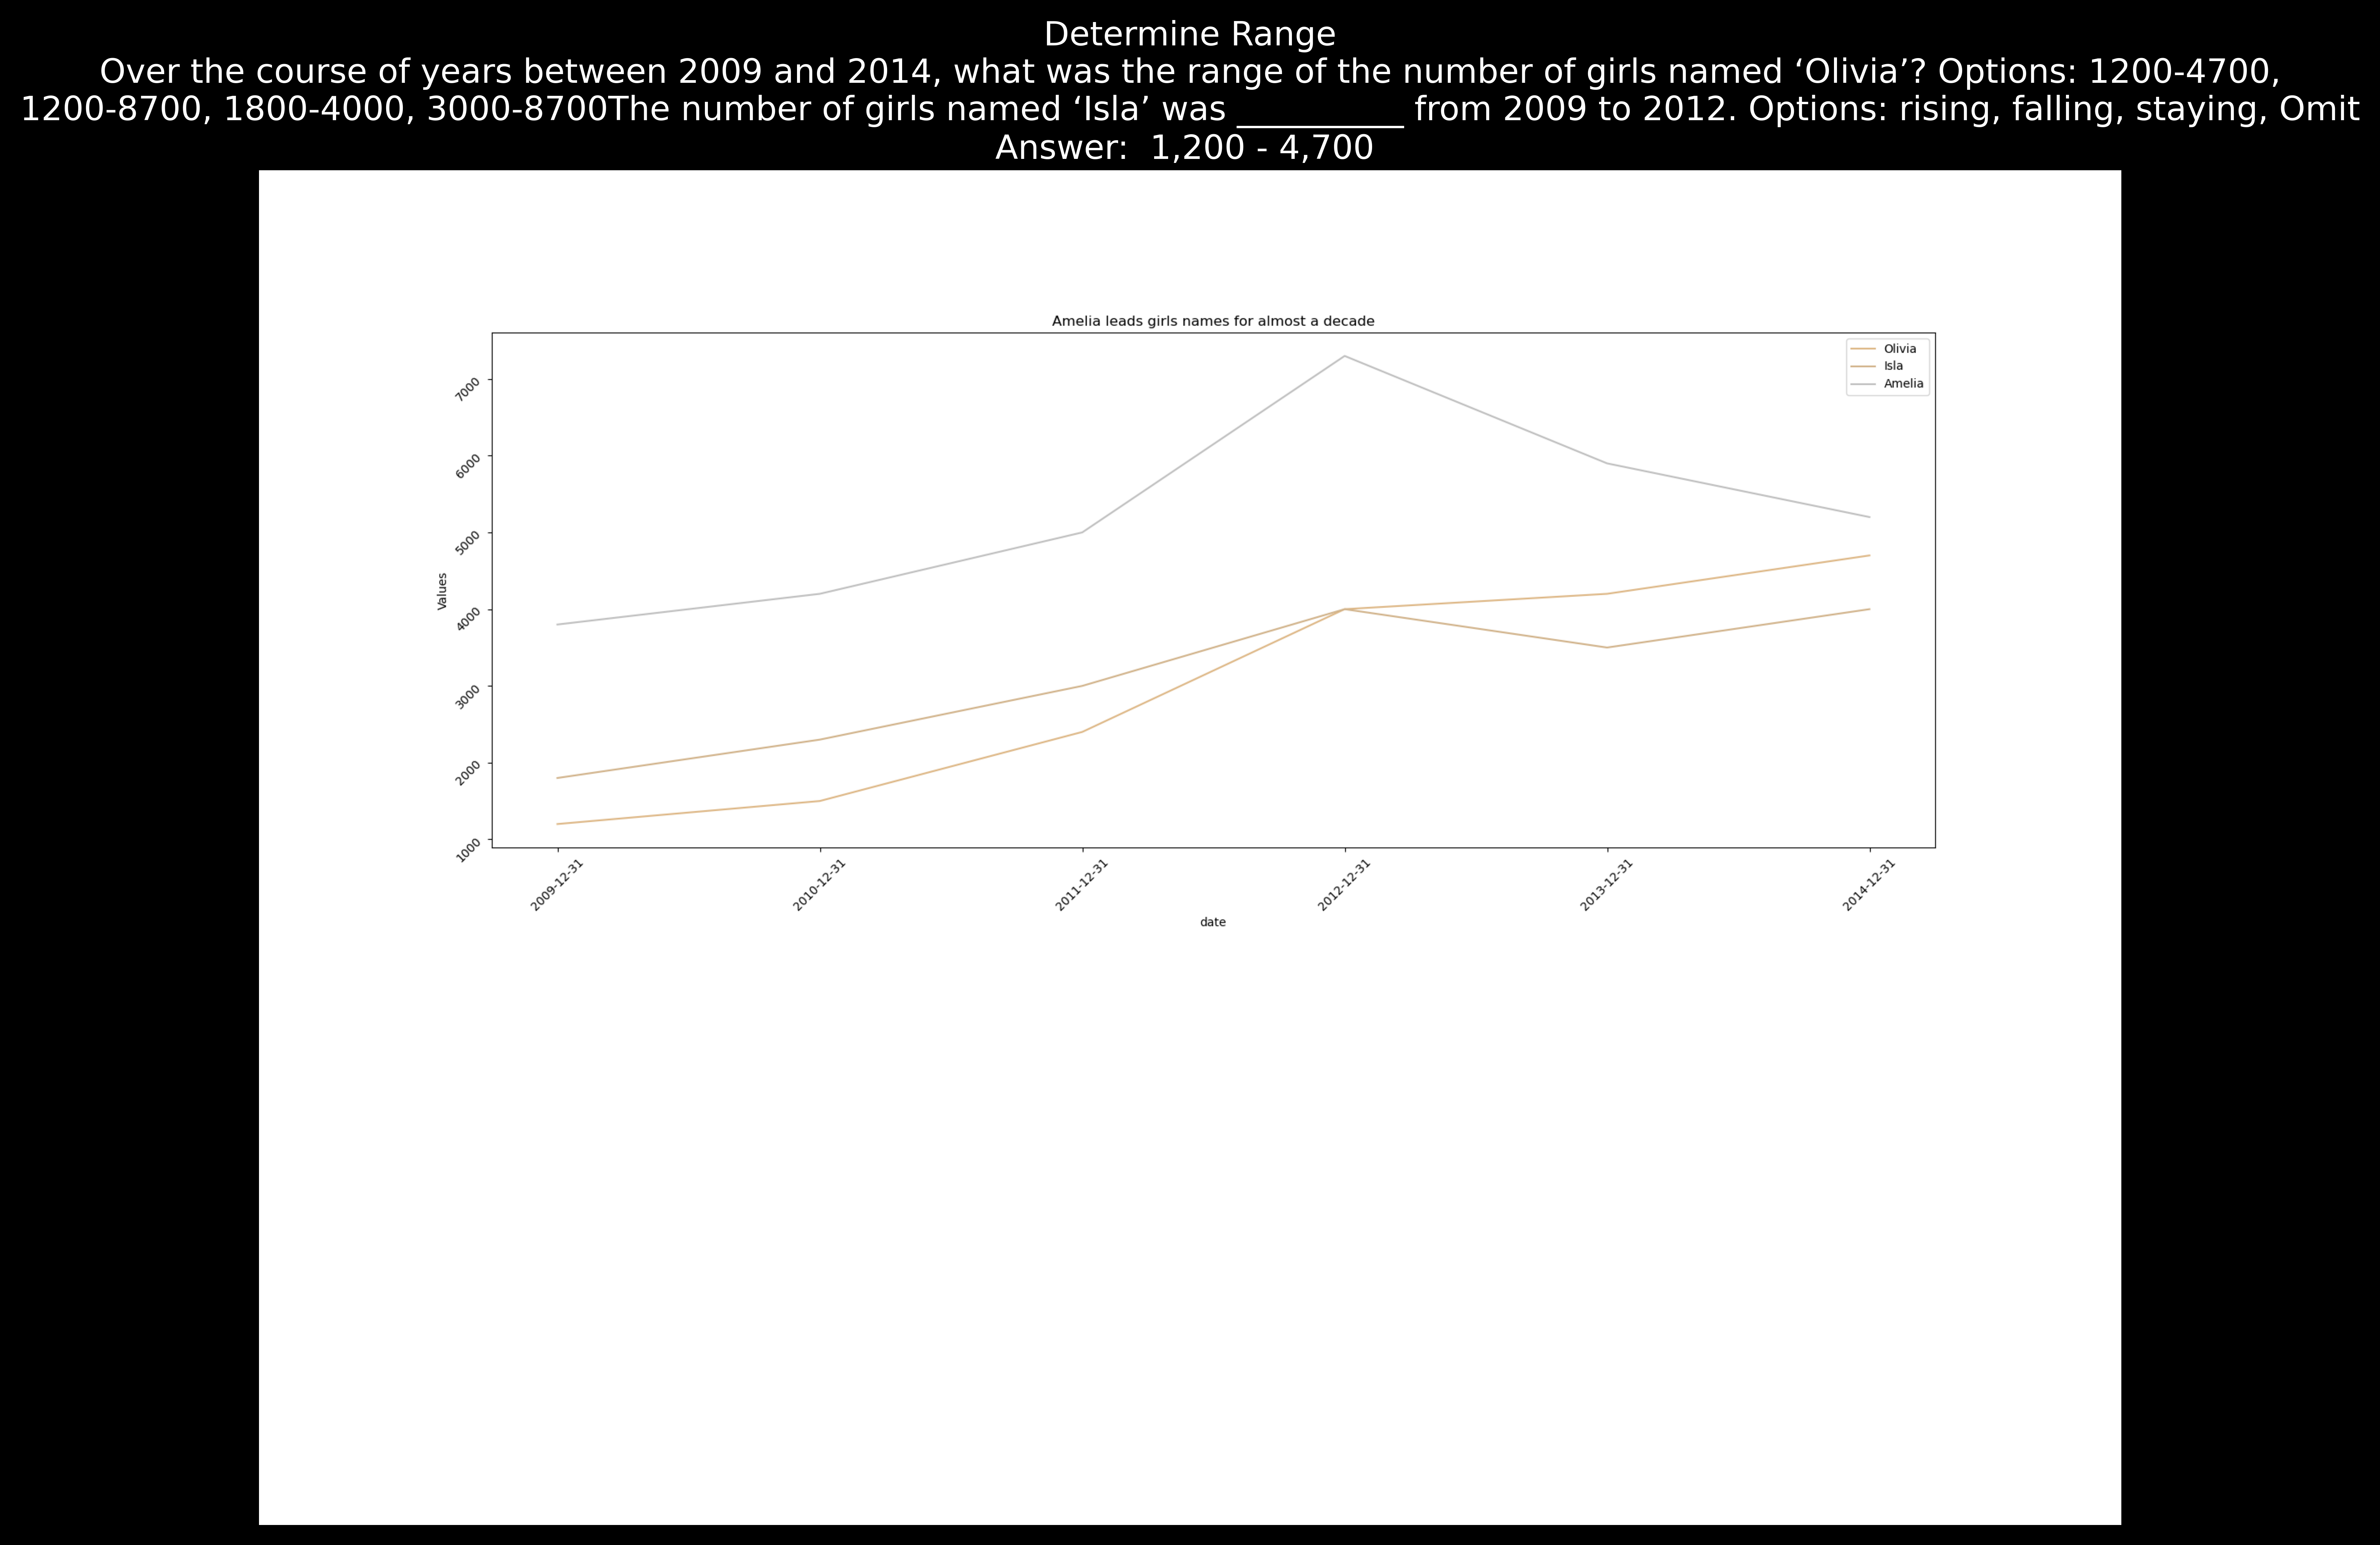 Determine Range
Over the course of years between 2009 and 2014, what was the range of the number of girls named ‘Olivia’? Options: 1200-4700,
1200-8700, 1800-4000, 3000-8700The number of girls named ‘Isla’ was __________ from 2009 to 2012. Options: rising, falling, staying, Omit
Answer:  1,200 - 4,700
Amelia leads girls names for almost a decade
Olivia
Isla
Amelia
7000
6000
5000
4000
3000
2000
1000
Values
2009-12-31
2010-12-31
2011-12-31
2012-12-31
2013-12-31
2014-12-31
date